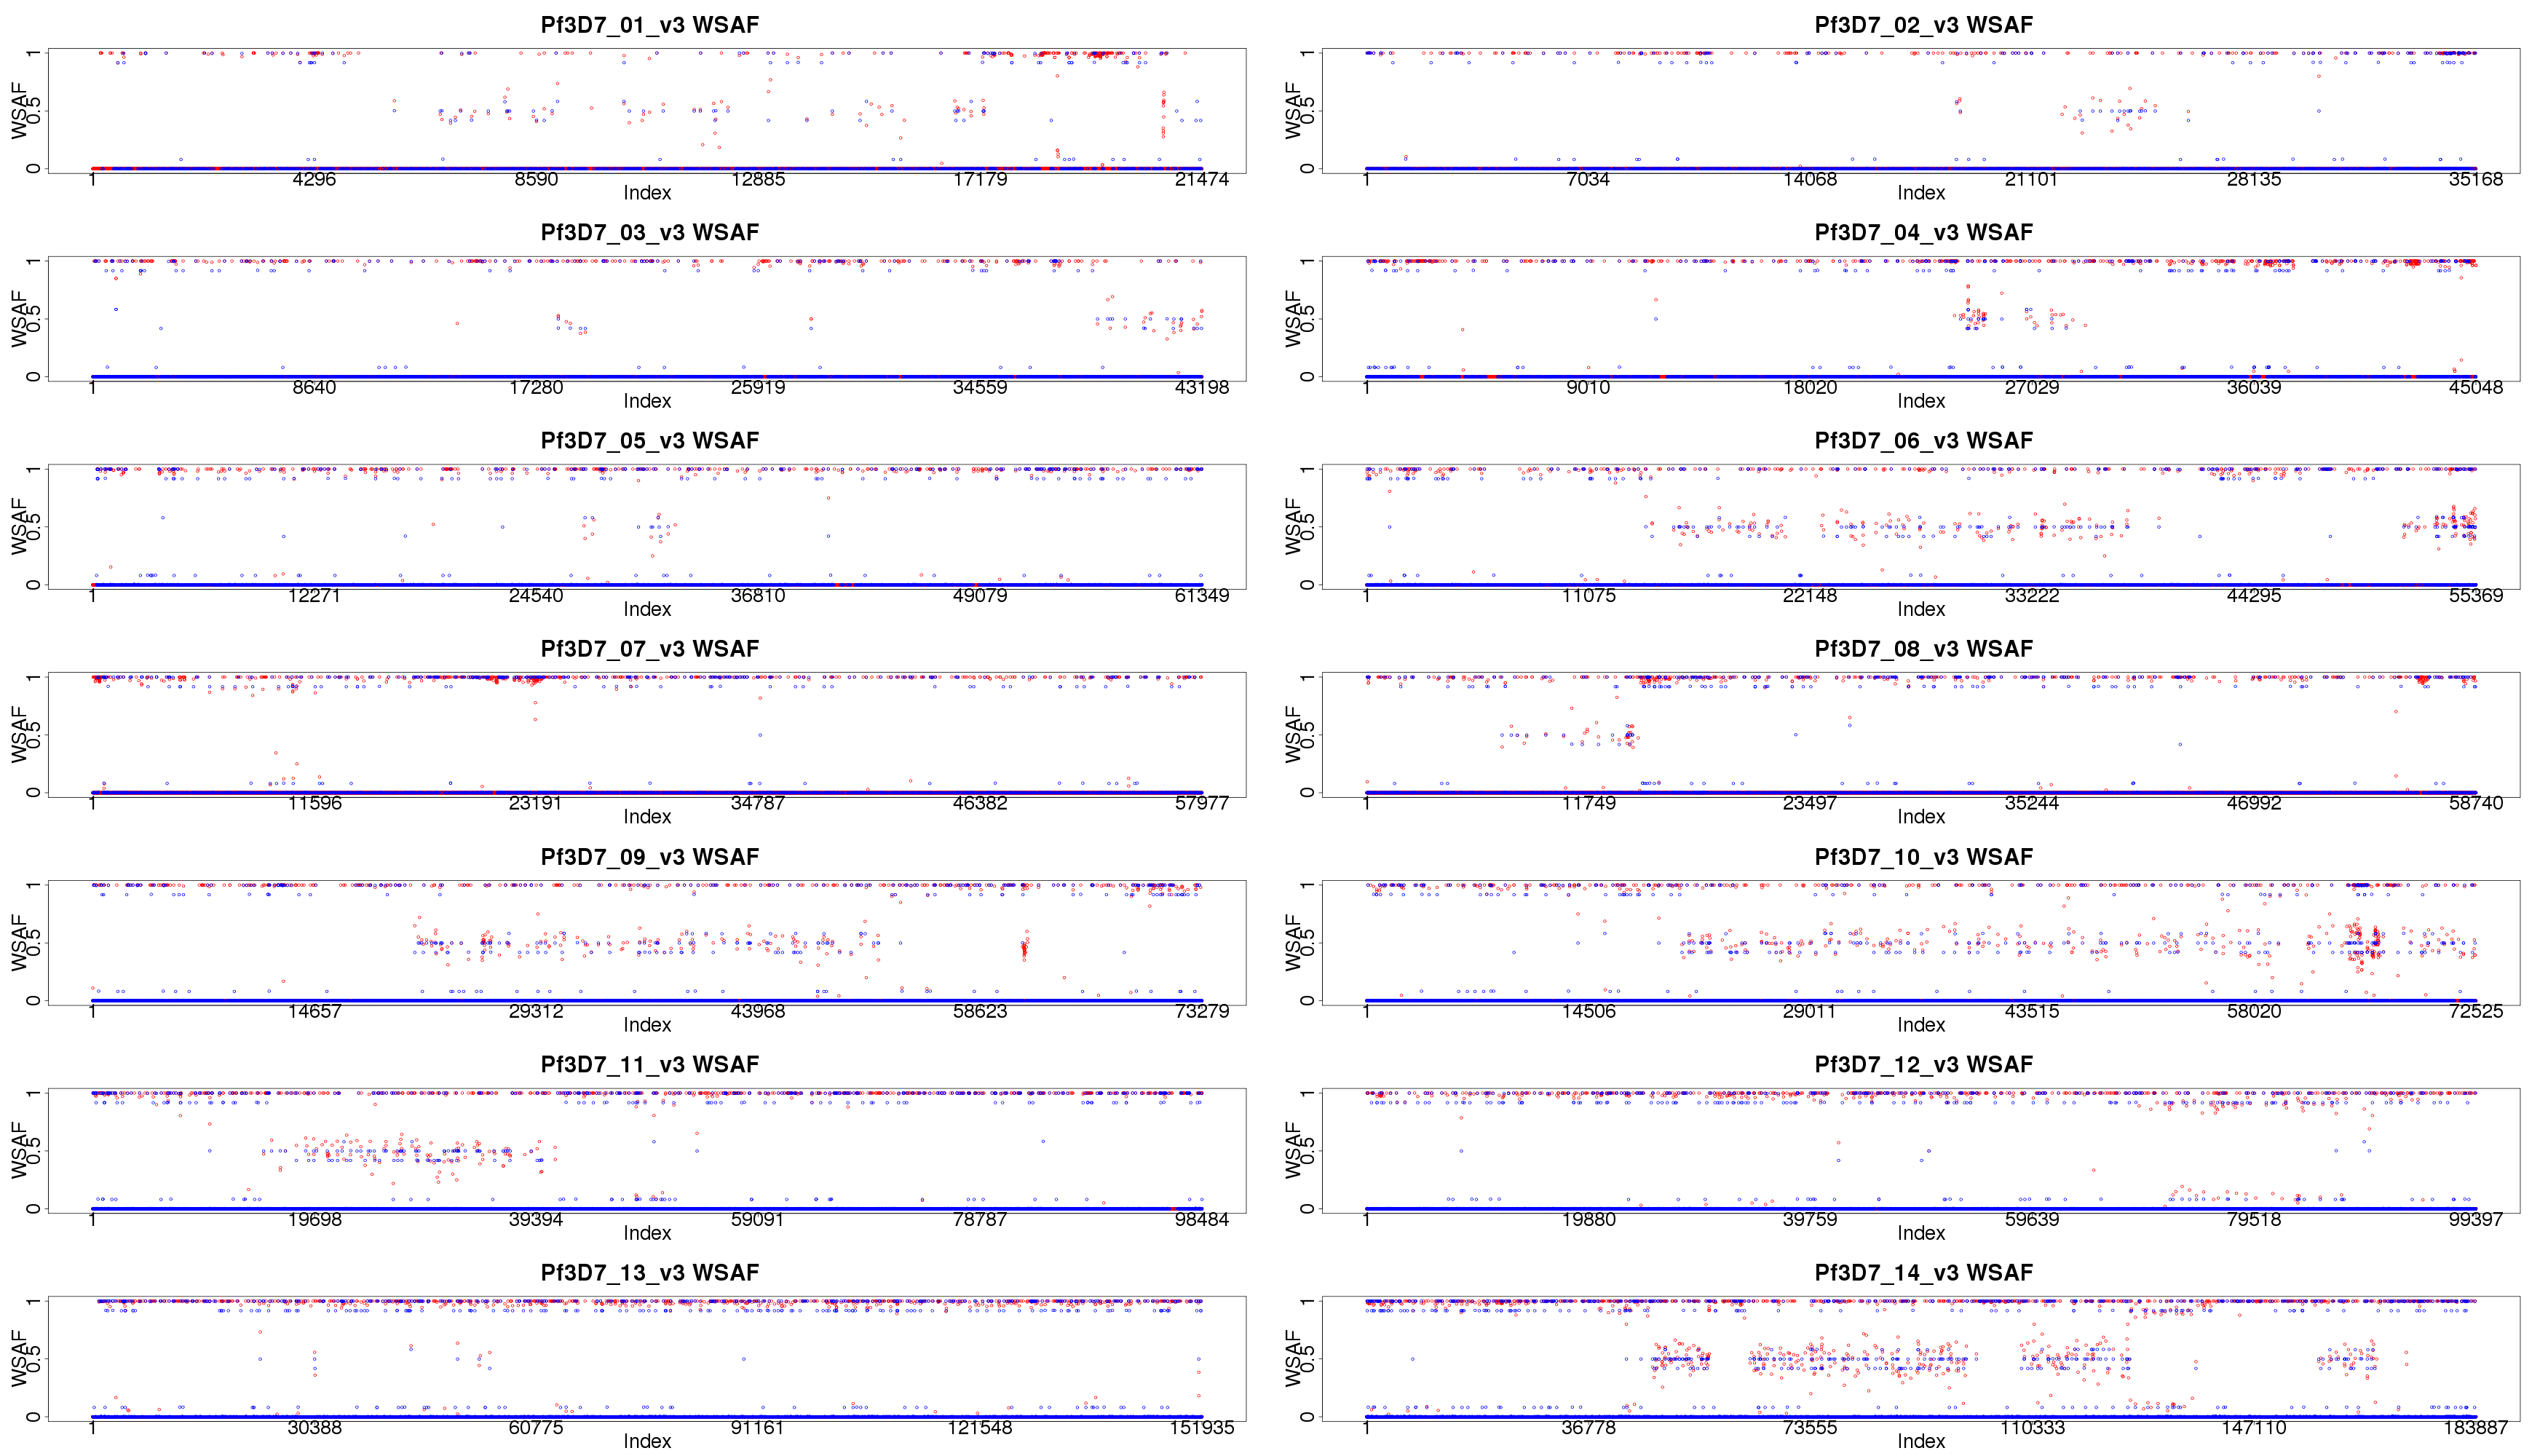 Pf3D7_01_v3 WSAF
WSAF
0 0.5 1
1 4296 8590 12885 17179 21474
Index
Pf3D7_02_v3 WSAF
WSAF
0 0.5 1
1 7034 14068 21101 28135 35168
Index
Pf3D7_03_v3 WSAF
WSAF
0 0.5 1
1 8640 17280 25919 34559 43198
Index
Pf3D7_04_v3 WSAF
WSAF
0 0.5 1
1 9010 18020 27029 36039 45048
Index
Pf3D7_05_v3 WSAF
WSAF
0 0.5 1
1 12271 24540 36810 49079 61349
Index
Pf3D7_06_v3 WSAF
WSAF
0 0.5 1
1 11075 22148 33222 44295 55369
Index
Pf3D7_07_v3 WSAF
WSAF
0 0.5 1
1 11596 23191 34787 46382 57977
Index
Pf3D7_08_v3 WSAF
WSAF
0 0.5 1
1 11749 23497 35244 46992 58740
Index
Pf3D7_09_v3 WSAF
WSAF
0 0.5 1
1 14657 29312 43968 58623 73279
Index
Pf3D7_10_v3 WSAF
WSAF
0 0.5 1
1 14506 29011 43515 58020 72525
Index
Pf3D7_11_v3 WSAF
WSAF
0 0.5 1
1 19698 39394 59091 78787 98484
Index
Pf3D7_12_v3 WSAF
WSAF
0 0.5 1
1 19880 39759 59639 79518 99397
Index
Pf3D7_13_v3 WSAF
WSAF
0 0.5 1
1 30388 60775 91161 121548 151935
Index
Pf3D7_14_v3 WSAF
WSAF
0 0.5 1
1 36778 73555 110333 147110 183887
Index